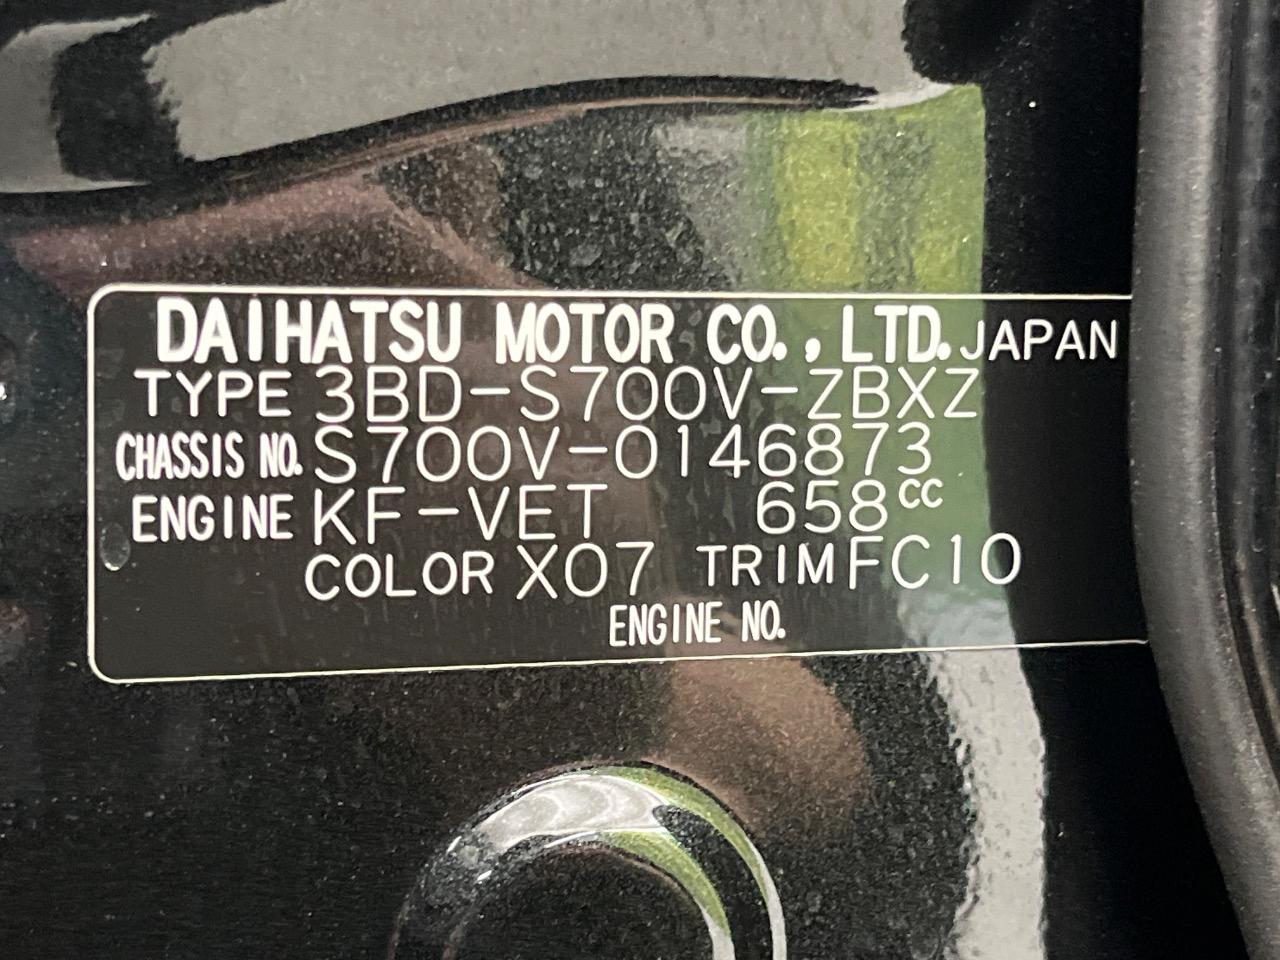 DAIHATSU MOTOR CO., LTD. JAPAN
TYPE 3BD-S700V-ZBXZ
CHASSIS NO. S700V-0146873
ENGINE KF-VET 658cc
COLOR X07 TRIM FC10
ENGINE NO.